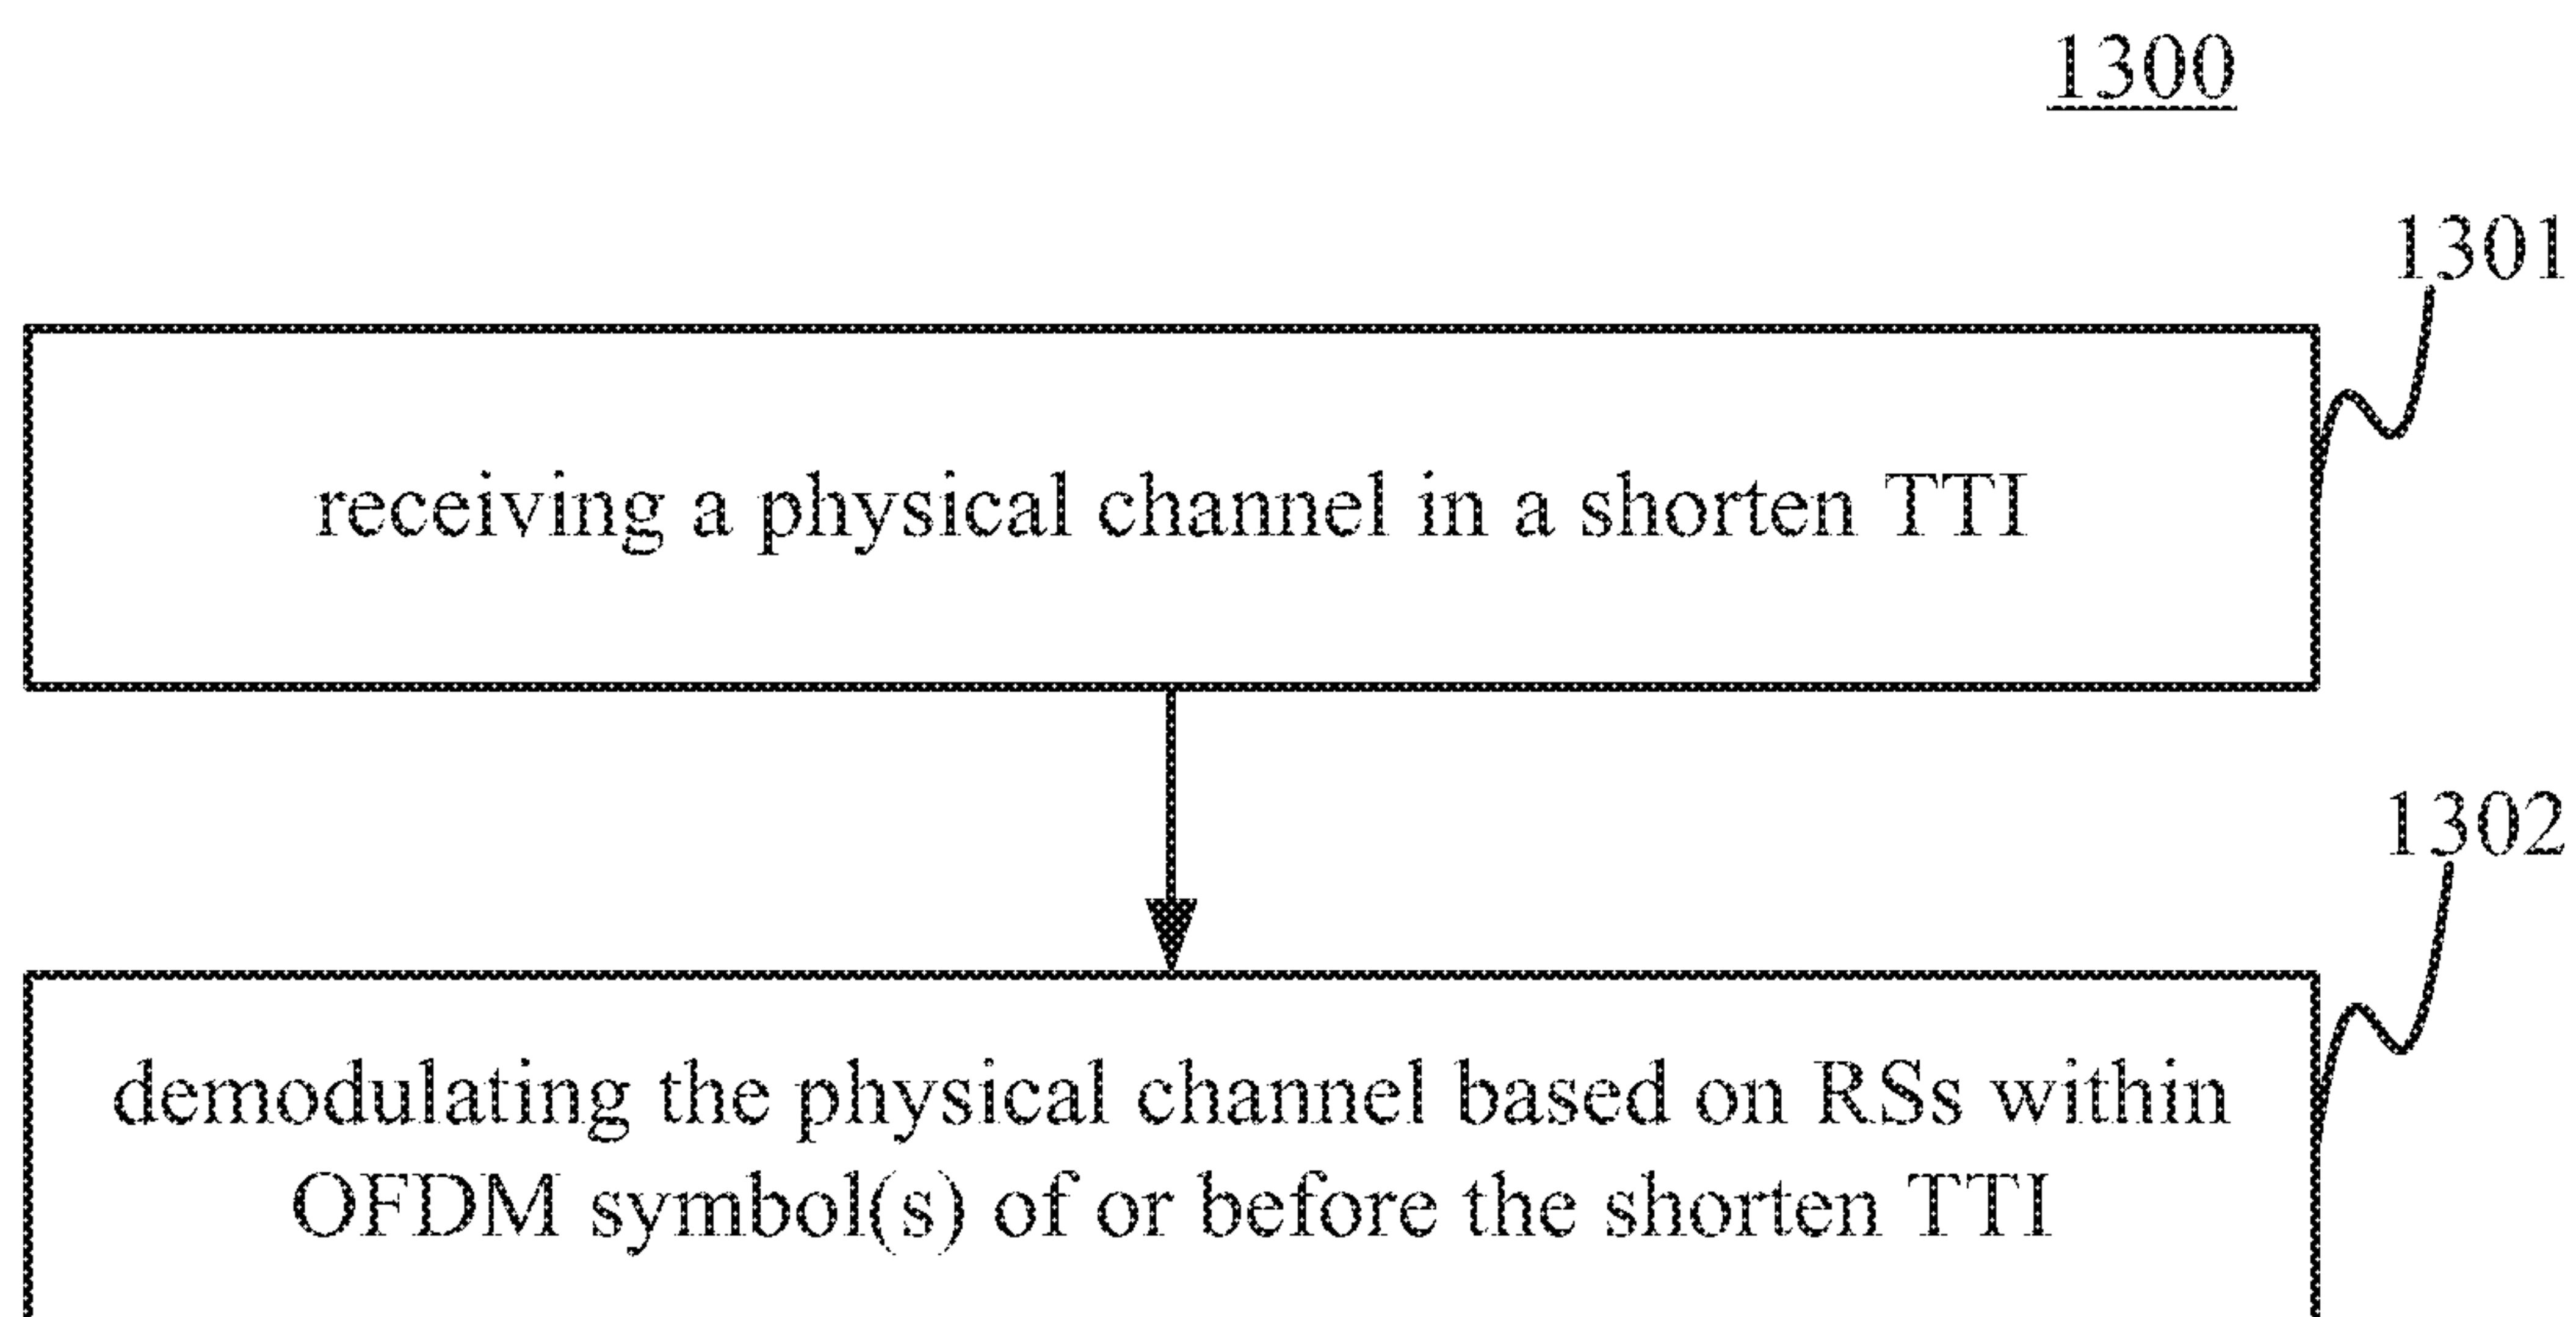 1300
1301
receiving a physical channel in a shorten TTI
1302
demodulating the physical channel based on RSs within
OFDM symbol(s) of or before the shorten TTI